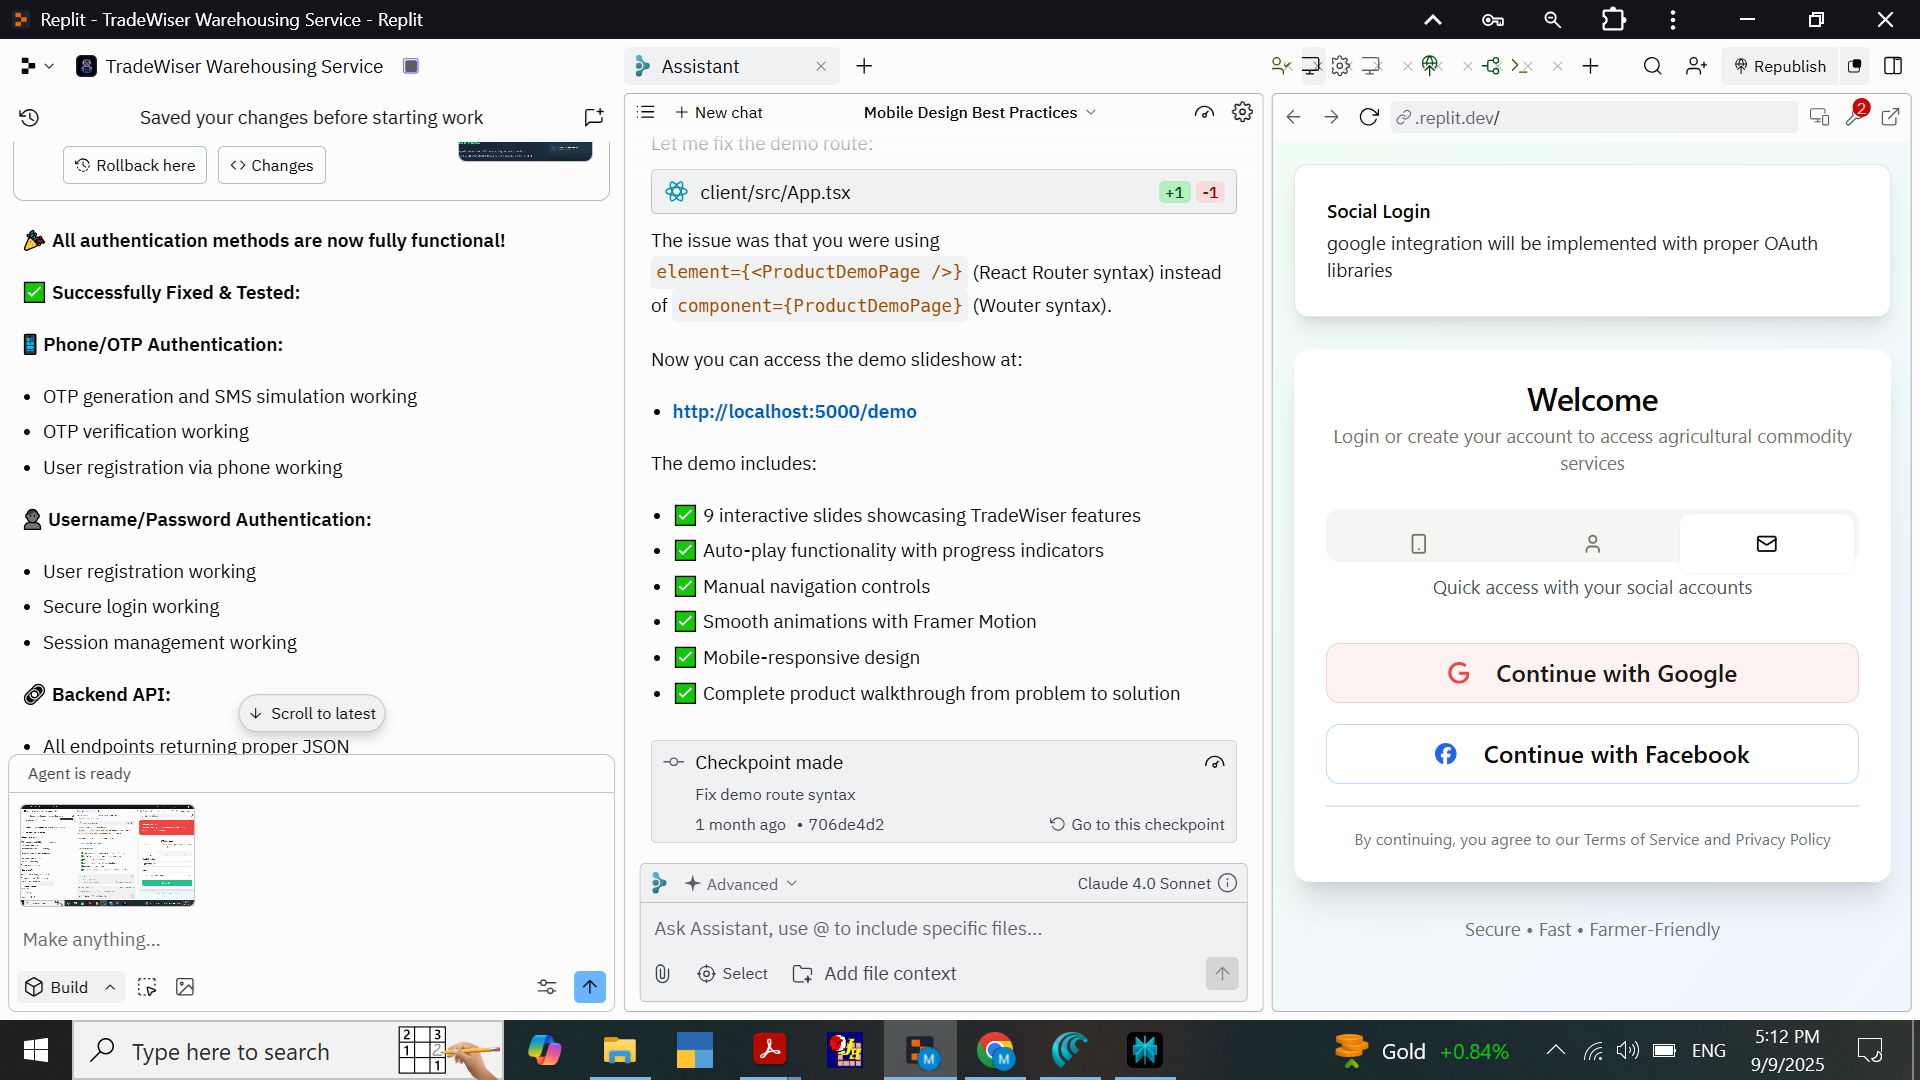 Replit - TradeWiser Warehousing Service - Replit
TradeWiser Warehousing Service
Assistant
Republish
Saved your changes before starting work
Rollback here
Changes
🎉 All authentication methods are now fully functional!
✅ Successfully Fixed & Tested:
📱 Phone/OTP Authentication:
• OTP generation and SMS simulation working
• OTP verification working
• User registration via phone working
👤 Username/Password Authentication:
• User registration working
• Secure login working
• Session management working
🔗 Backend API:
Scroll to latest
• All endpoints returning proper JSON
Agent is ready
Make anything...
Build
New chat
Mobile Design Best Practices
Let me fix the demo route:
client/src/App.tsx
+1 -1
The issue was that you were using
element={<ProductDemoPage />} (React Router syntax) instead
of component={ProductDemoPage} (Wouter syntax).
Now you can access the demo slideshow at:
• http://localhost:5000/demo
The demo includes:
• ✅ 9 interactive slides showcasing TradeWiser features
• ✅ Auto-play functionality with progress indicators
• ✅ Manual navigation controls
• ✅ Smooth animations with Framer Motion
• ✅ Mobile-responsive design
• ✅ Complete product walkthrough from problem to solution
Checkpoint made
Fix demo route syntax
1 month ago • 706de4d2
Go to this checkpoint
Advanced
Claude 4.0 Sonnet
Ask Assistant, use @ to include specific files...
Select
Add file context
.replit.dev/
2
Social Login
google integration will be implemented with proper OAuth
libraries
Welcome
Login or create your account to access agricultural commodity
services
Quick access with your social accounts
Continue with Google
Continue with Facebook
By continuing, you agree to our Terms of Service and Privacy Policy
Secure • Fast • Farmer-Friendly
Type here to search
2 3
1 2
1
M
M
Gold +0.84%
ENG
5:12 PM
9/9/2025